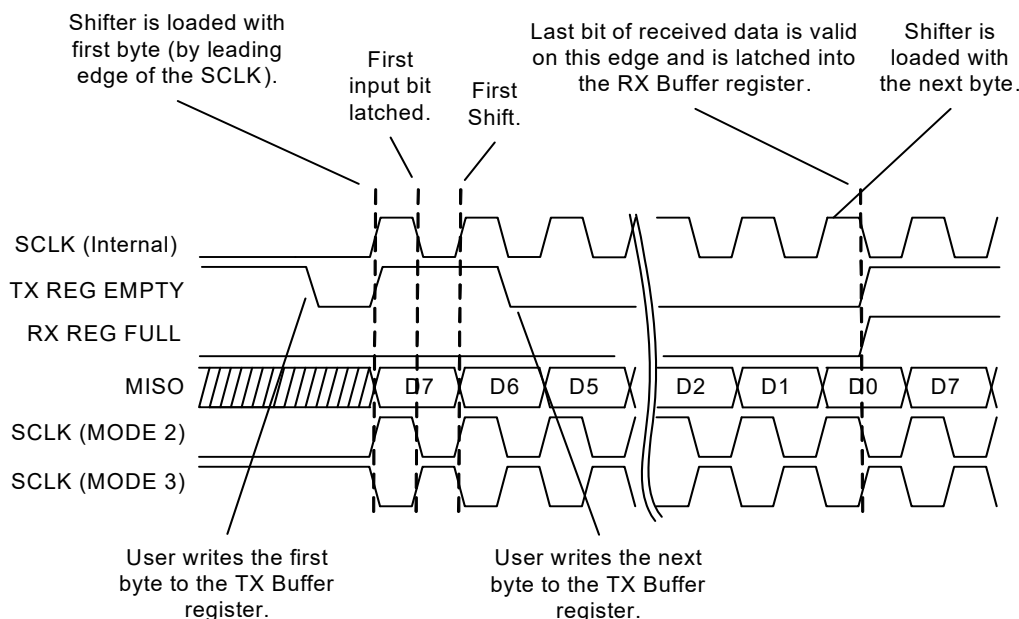 Shifter is loaded with
first byte (by leading
edge of the SCLK).
First
input bit
latched.
First
Shift.
Last bit of received data is valid
on this edge and is latched into
the RX Buffer register.
Shifter is
loaded with
the next byte.
SCLK (Internal)
TX REG EMPTY
RX REG FULL
MISO
D7
D6
D5
D2
D1
D0
D7
SCLK (MODE 2)
SCLK (MODE 3)
User writes the first
byte to the TX Buffer
register.
User writes the next
byte to the TX Buffer
register.